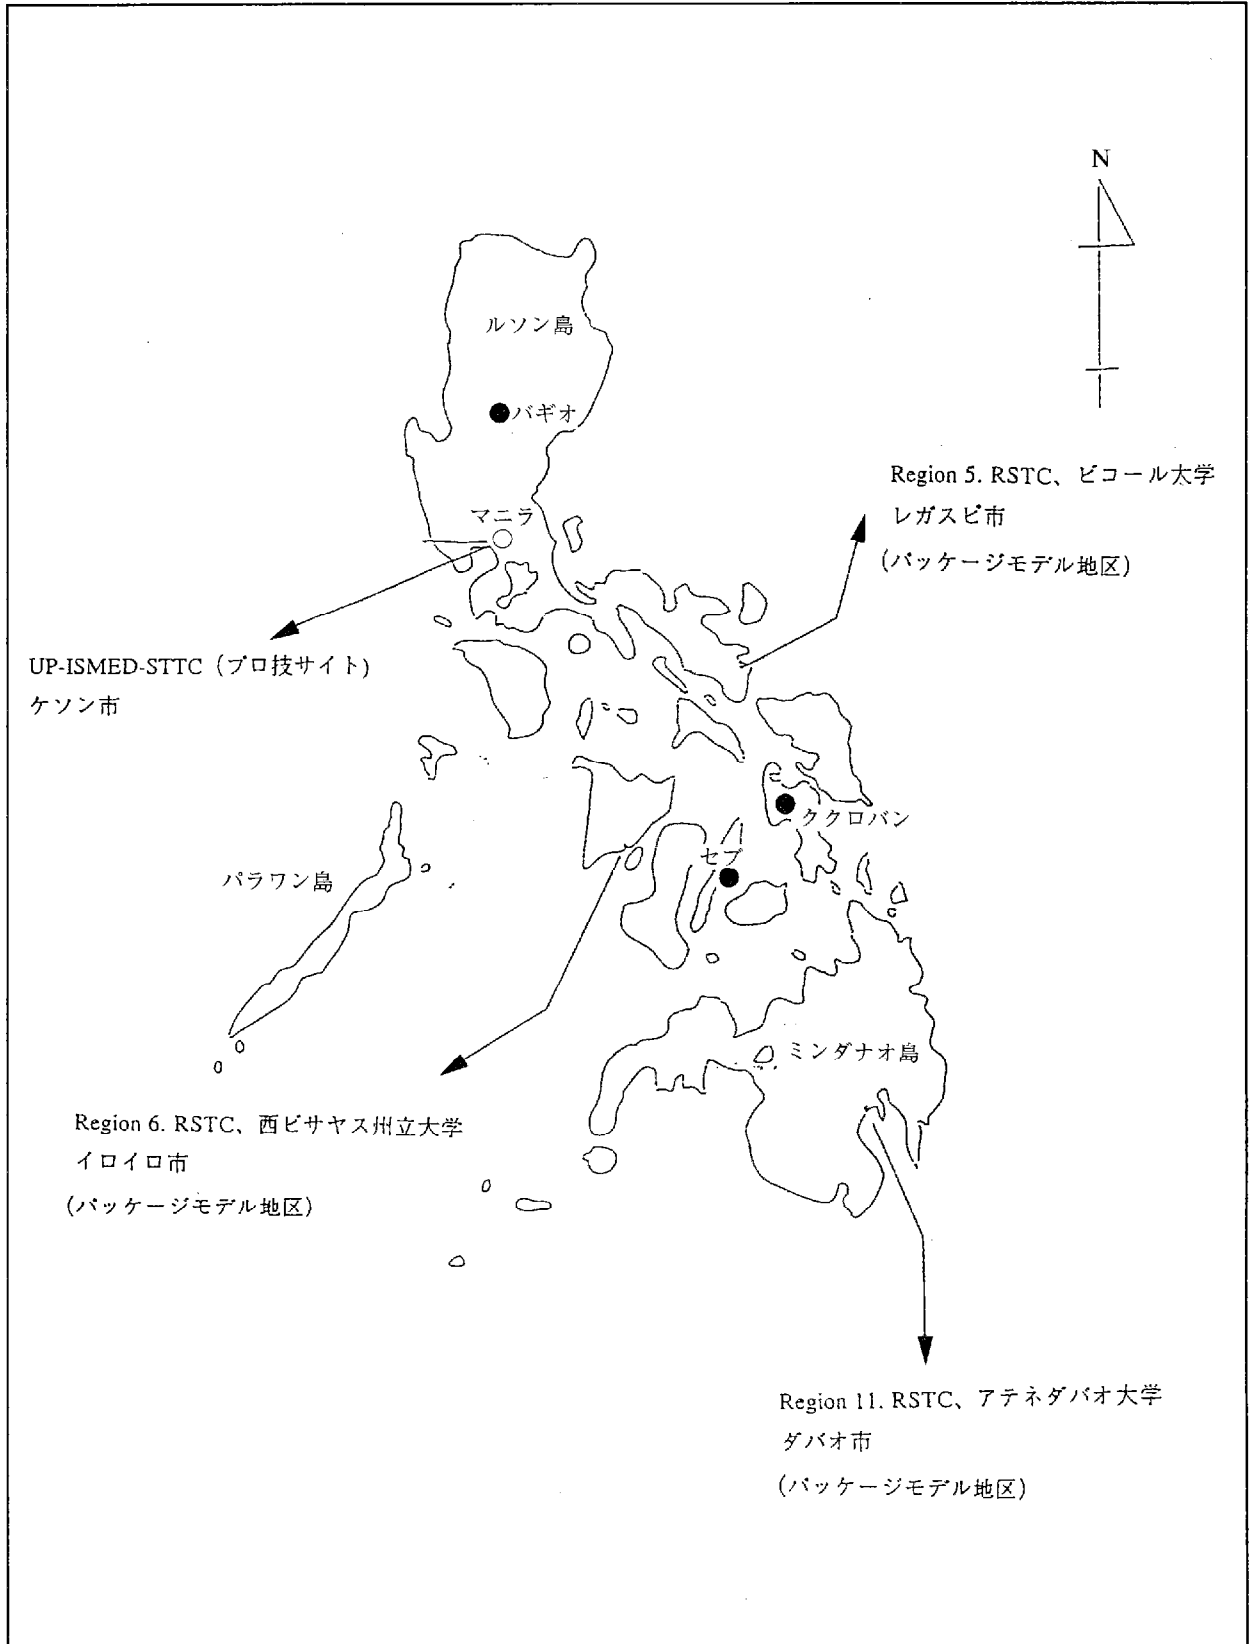 N
ルソン島
バギオ
Region 5. RSTC、ビコール大学
レガスピ市
(パッケージモデル地区)
マニラ
UP-ISMED-STTC（プロ技サイト)
ケソン市
ククロバン
セブ
パラワン島
ミンダナオ島
Region 6. RSTC、西ビサヤス州立大学
イロイロ市
(パッケージモデル地区)
Region 11. RSTC、アテネダバオ大学
ダバオ市
(パッケージモデル地区)